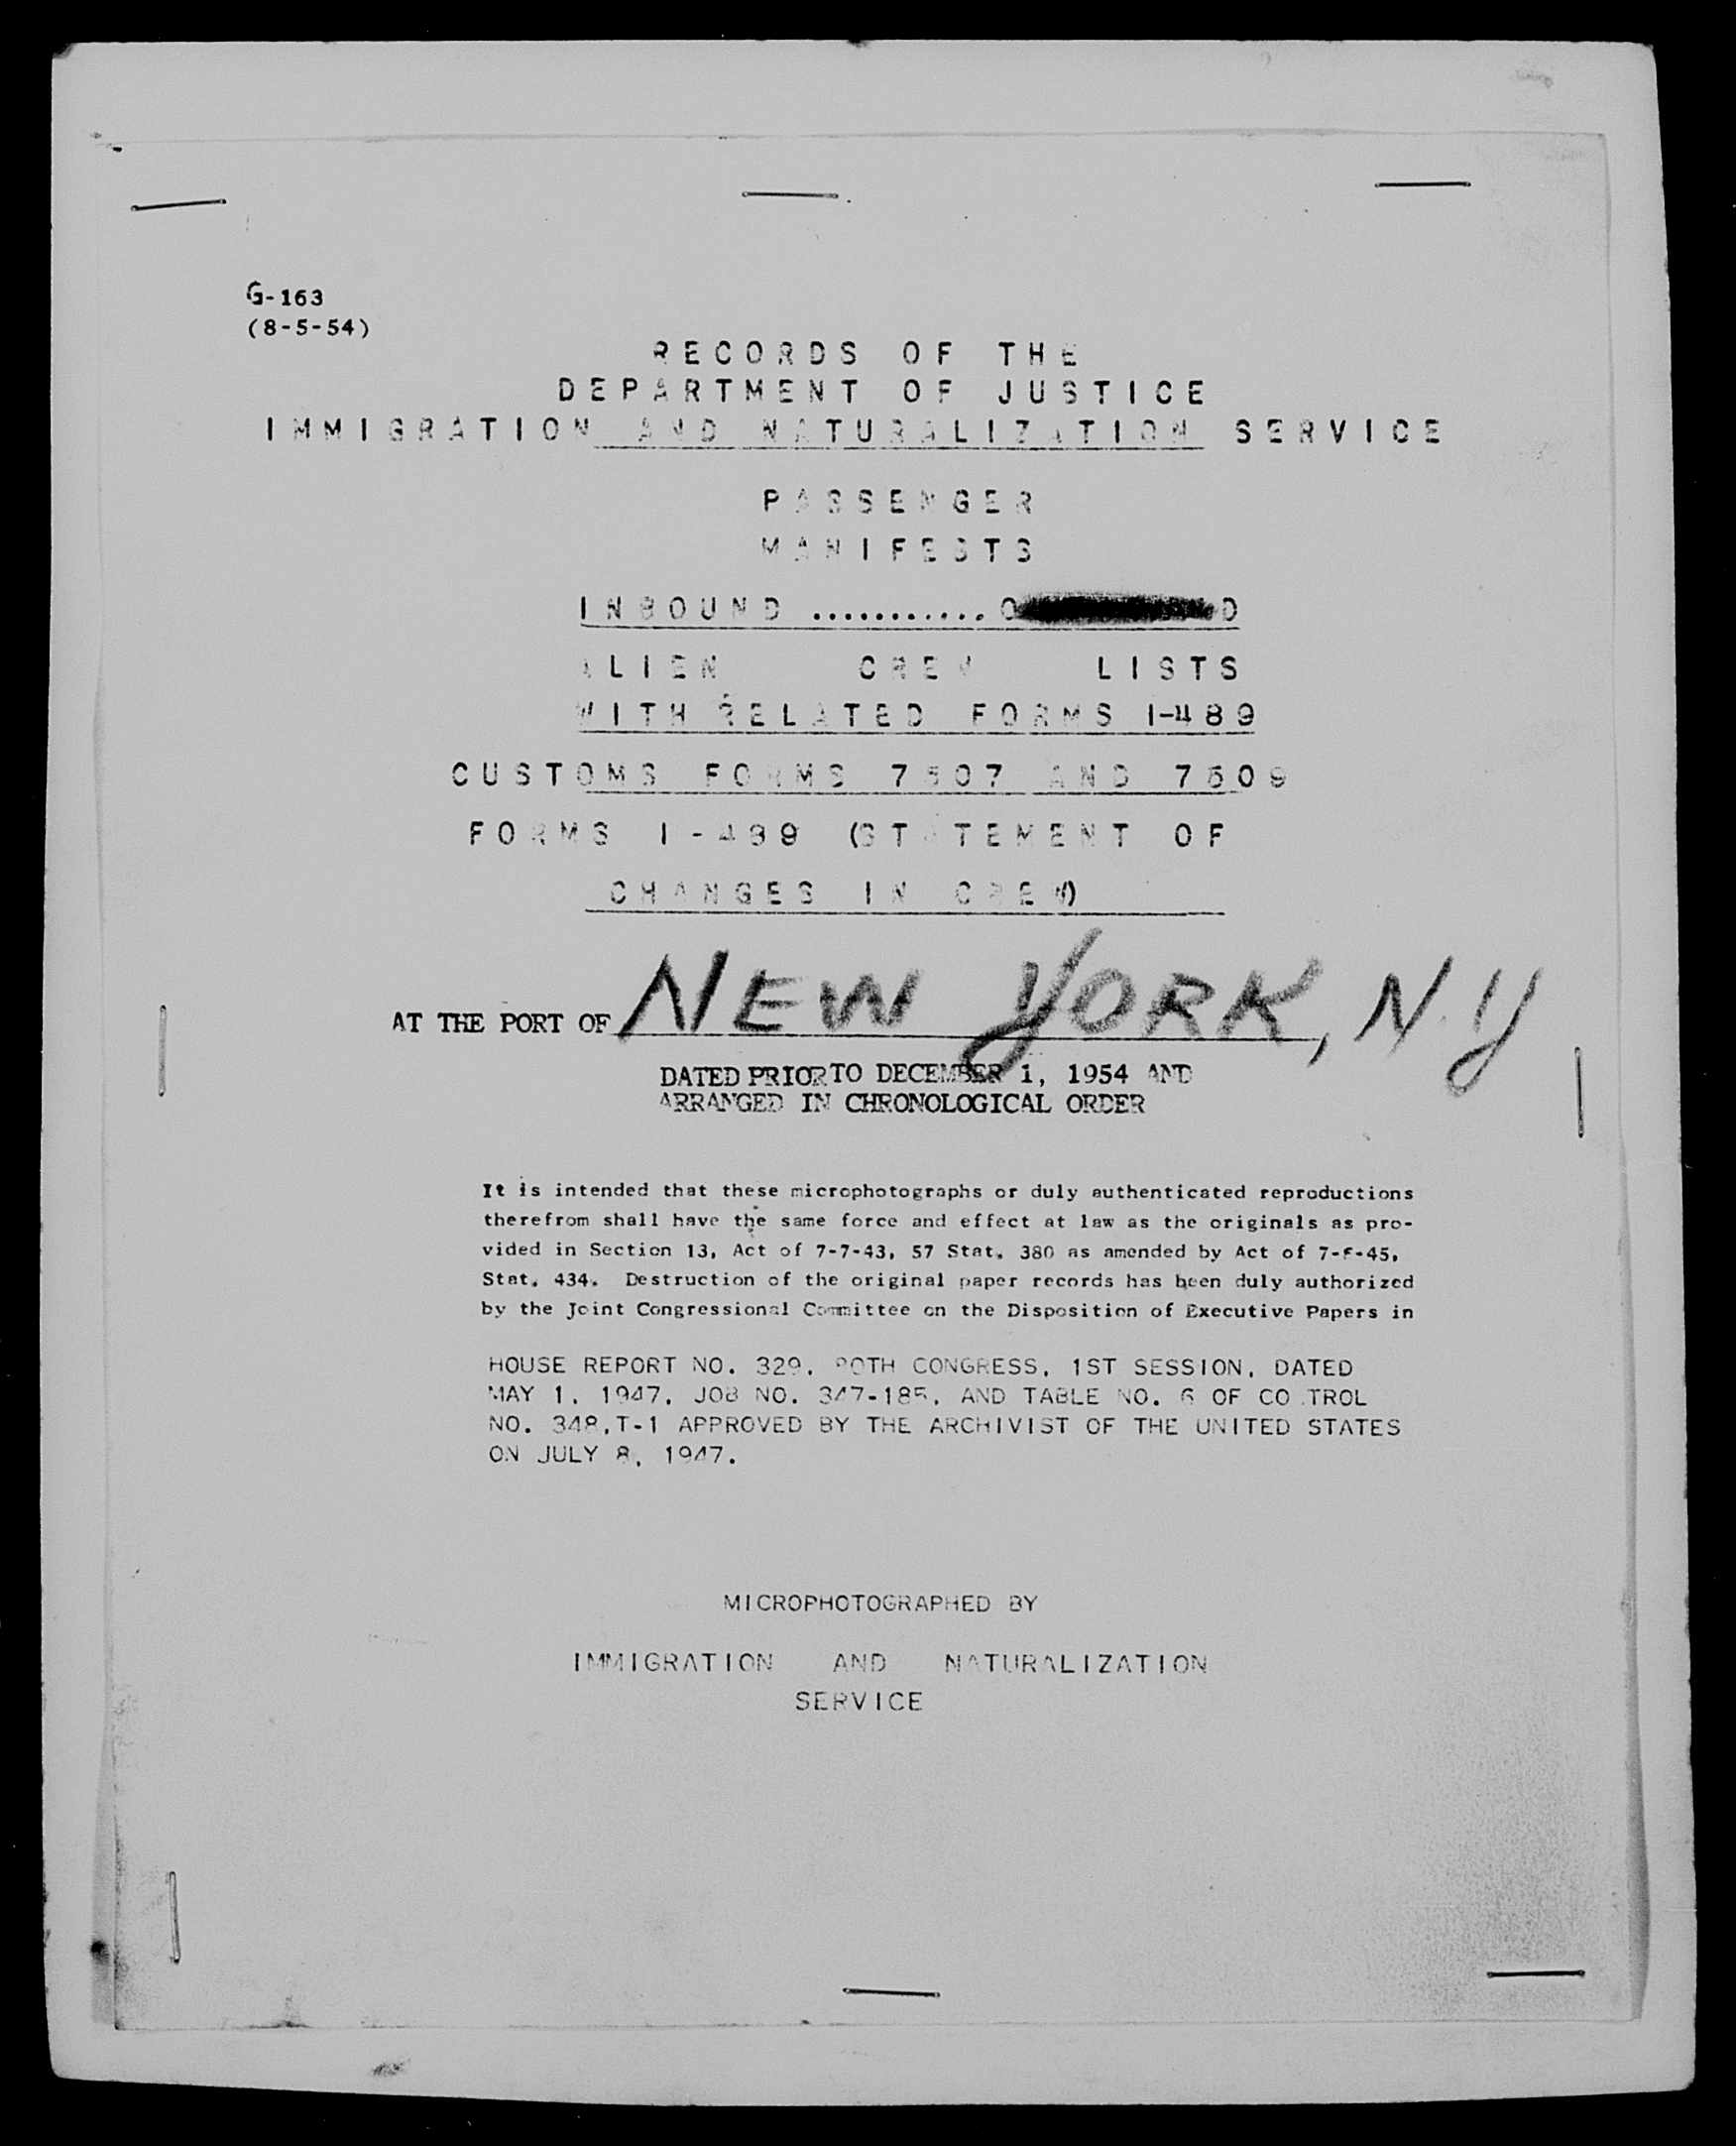 G-163
(8-5-54)
RECORDS OF THE
DEPARTMENT OF JUSTICE
IMMIGRATION AND NATURALIZATION SERVICE
PASSENGER
MANIFESTS
INBOUND ...........
ALIEN CREW LISTS
WITH RELATED FORMS I-489
CUSTOMS FORMS 7507 AND 7509
FORMS I-489 (STATEMENT OF
CHANGES IN CREW)
AT THE PORT OF NEW YORK, N.Y
DATED PRIOR TO DECEMBER 1, 1954 AND
ARRANGED IN CHRONOLOGICAL ORDER
It is intended that these microphotographs or duly authenticated reproductions
therefrom shall have the same force and effect at law as the originals as pro-
vided in Section 13, Act of 7-7-43, 57 Stat. 380 as amended by Act of
Stat. 434. Destruction of the original paper records has been duly authorized
by the Joint Congressional Committee on the Disposition of Executive Papers in
HOUSE REPORT NO. 329, 80TH CONGRESS, 1ST SESSION, DATED
MAY 1, 1947, JOB NO. 347-185, AND TABLE NO. 6 OF CO TROL
NO. 348,T-1 APPROVED BY THE ARCHIVIST OF THE UNITED STATES
ON JULY 8, 1947.
MICROPHOTOGRAPHED BY
IMMIGRATION AND NATURALIZATION
SERVICE